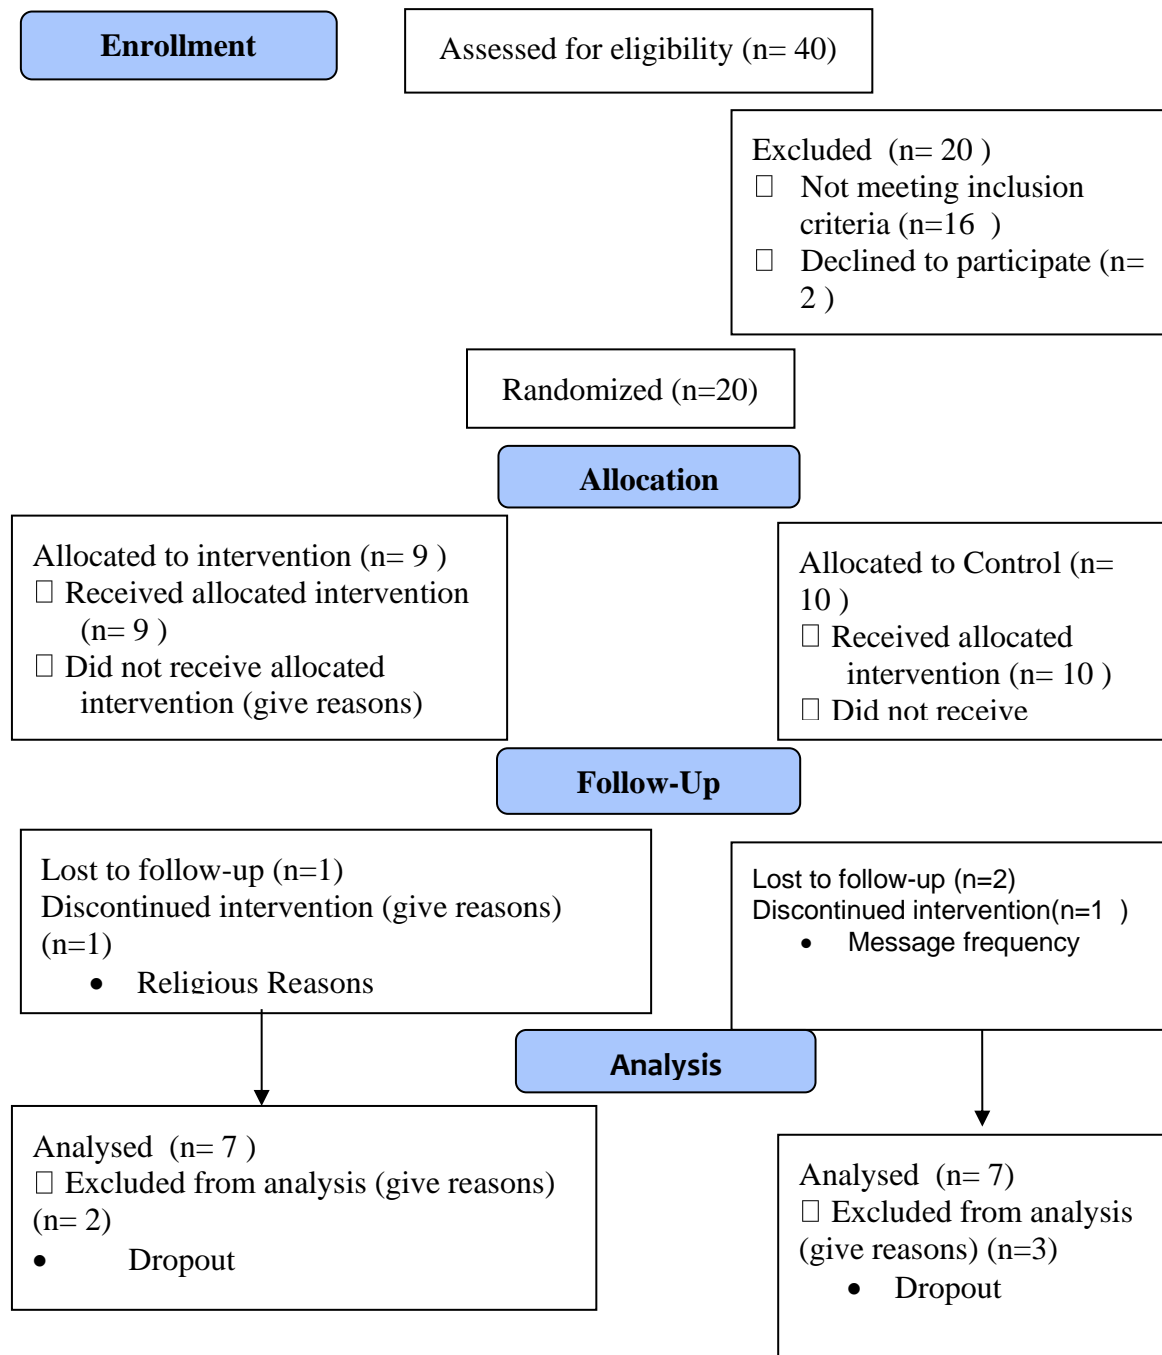 Enrollment
Assessed for eligibility (n= 40)
Excluded (n= 20 )
□ Not meeting inclusion
criteria (n=16 )
□ Declined to participate (n=
2 )
Randomized (n=20)
Allocation
Allocated to intervention (n= 9 )
□ Received allocated intervention
(n= 9 )
□ Did not receive allocated
intervention (give reasons)
Allocated to Control (n=
10 )
□ Received allocated
intervention (n= 10 )
□ Did not receive
Follow-Up
Lost to follow-up (n=1)
Discontinued intervention (give reasons)
(n=1)
• Religious Reasons
Lost to follow-up (n=2)
Discontinued intervention(n=1 )
• Message frequency
Analysis
Analysed (n= 7 )
□ Excluded from analysis (give reasons)
(n= 2)
• Dropout
Analysed (n= 7)
□ Excluded from analysis
(give reasons) (n=3)
• Dropout